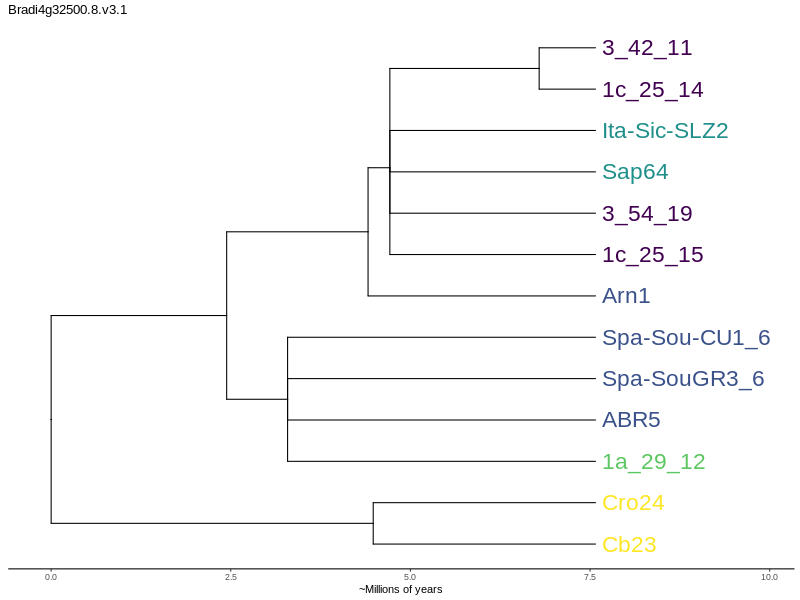 Bradi4g32500.8.v3.1
3_42_11
1c_25_14
Ita-Sic-SLZ2
Sap64
3_54_19
1c_25_15
Arn1
Spa-Sou-CU1_6
Spa-SouGR3_6
ABR5
1a_29_12
Cro24
Cb23
0.0 2.5 5.0 7.5 10.0
~Millions of years